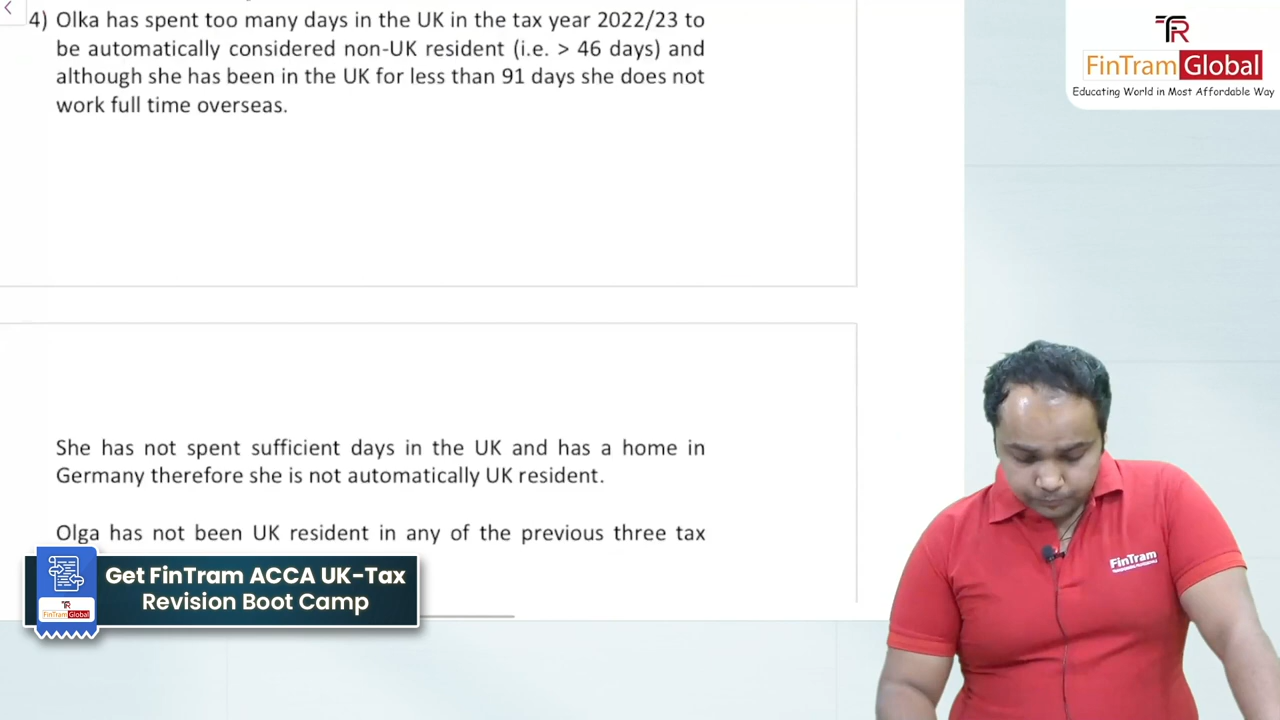 4) Olka has spent too many days in the UK in the tax year 2022/23 to
be automatically considered non-UK resident (i.e. > 46 days) and
although she has been in the UK for less than 91 days she does not
work full time overseas.
She has not spent sufficient days in the UK and has a home in
Germany therefore she is not automatically UK resident.
Olga has not been UK resident in any of the previous three tax
Get FinTram ACCA UK-Tax
Revision Boot Camp
FinTram Global
FinTram Global
Educating World in Most Affordable Way
FinTram